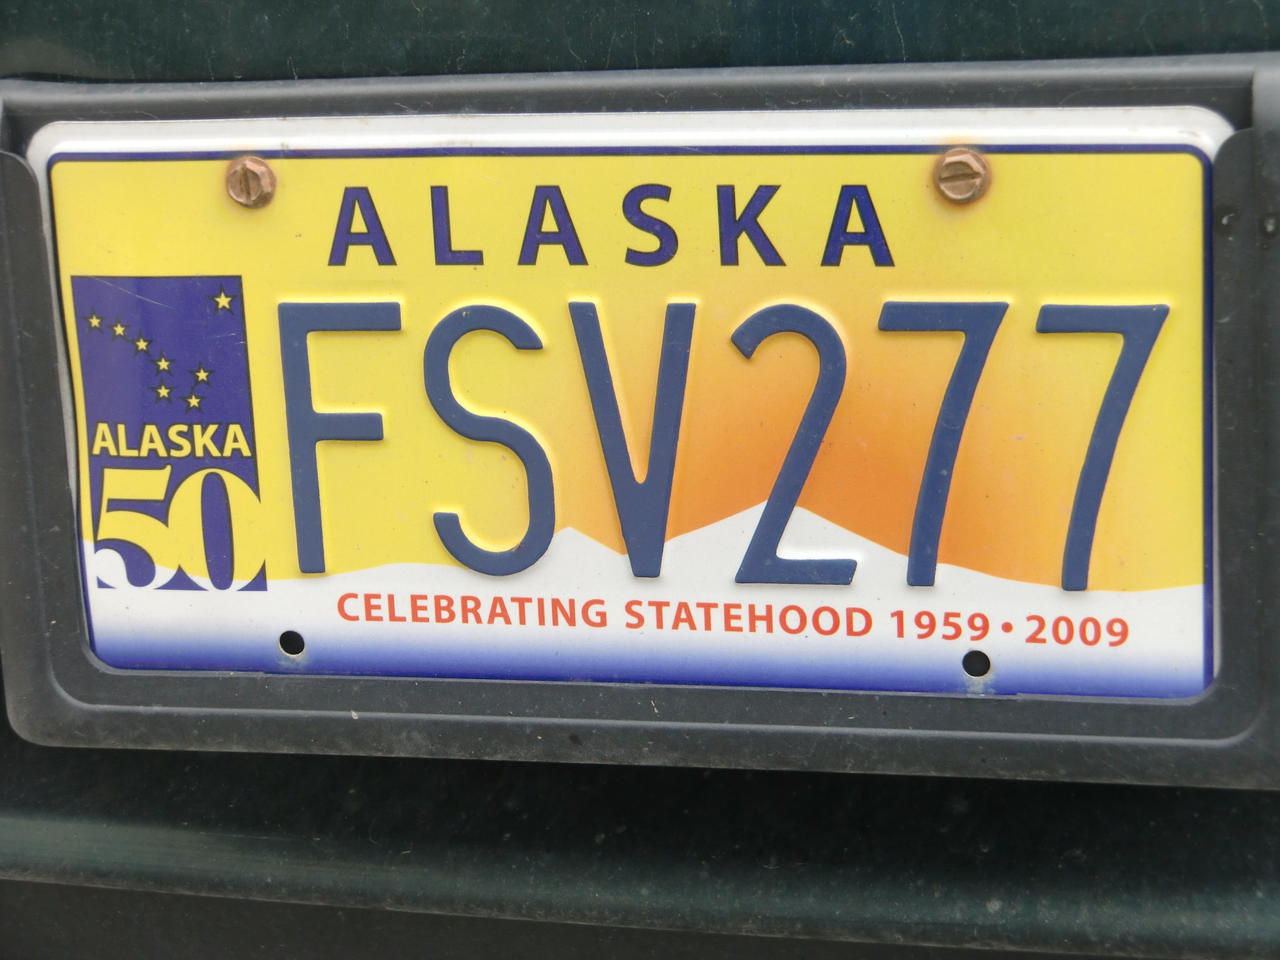 ALASKA
FSV277
ALASKA
50
CELEBRATING STATEHOOD 1959•2009